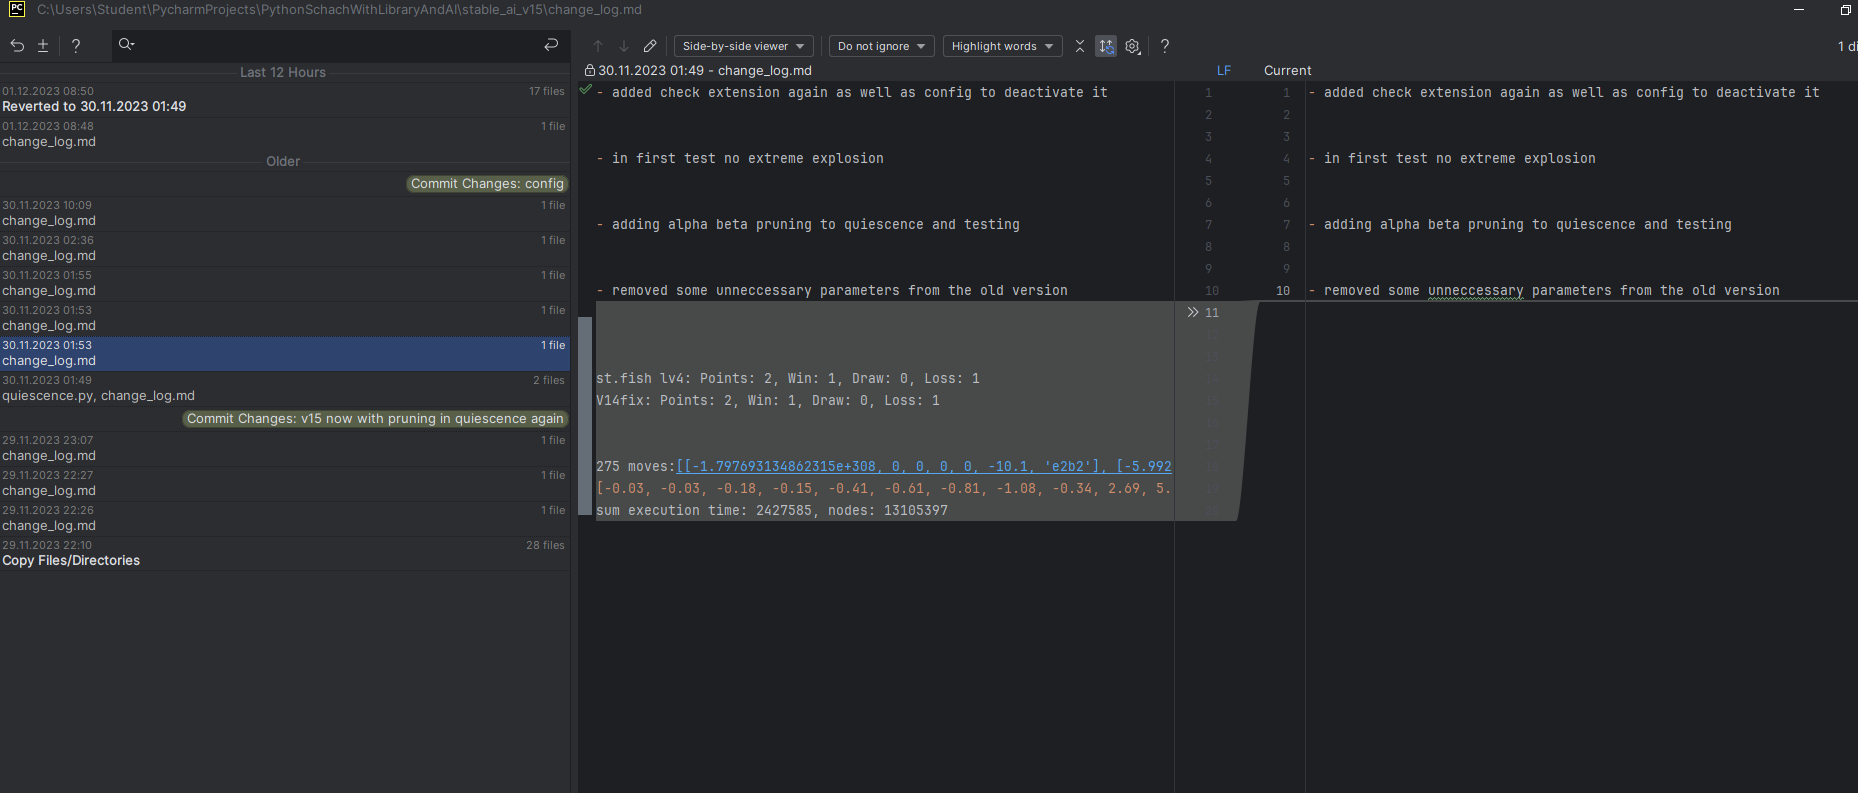 PC C:\Users\Student\PycharmProjects\PythonSchachWithLibraryAndAI\stable_ai_v15\change_log.md
Side-by-side viewer Do not ignore Highlight words ? 1 di
Last 12 Hours
01.12.2023 08:50 17 files
Reverted to 30.11.2023 01:49
01.12.2023 08:48 1 file
change_log.md
Older
Commit Changes: config
30.11.2023 10:09 1 file
change_log.md
30.11.2023 02:36 1 file
change_log.md
30.11.2023 01:55 1 file
change_log.md
30.11.2023 01:53 1 file
change_log.md
30.11.2023 01:53 1 file
change_log.md
30.11.2023 01:49 2 files
quiescence.py, change_log.md
Commit Changes: v15 now with pruning in quiescence again
29.11.2023 23:07 1 file
change_log.md
29.11.2023 22:27 1 file
change_log.md
29.11.2023 22:26 1 file
change_log.md
29.11.2023 22:10 28 files
Copy Files/Directories
30.11.2023 01:49 - change_log.md LF
- added check extension again as well as config to deactivate it 1
2
3
- in first test no extreme explosion 4
5
6
- adding alpha beta pruning to quiescence and testing 7
8
9
- removed some unneccessary parameters from the old version 10
11
12
13
st.fish lv4: Points: 2, Win: 1, Draw: 0, Loss: 1 14
V14fix: Points: 2, Win: 1, Draw: 0, Loss: 1 15
16
17
275 moves:[[-1.797693134862315e+308, 0, 0, 0, 0, -10.1, 'e2b2'], [-5.992 18
[-0.03, -0.03, -0.18, -0.15, -0.41, -0.61, -0.81, -1.08, -0.34, 2.69, 5. 19
sum execution time: 2427585, nodes: 13105397 20
Current
1 - added check extension again as well as config to deactivate it
2
3
4 - in first test no extreme explosion
5
6
7 - adding alpha beta pruning to quiescence and testing
8
9
10 - removed some unneccessary parameters from the old version